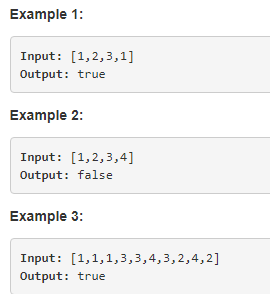 Example 1:
Input: [1,2,3,1]
Output: true
Example 2:
Input: [1,2,3,4]
Output: false
Example 3:
Input: [1,1,1,3,3,4,3,2,4,2]
Output: true